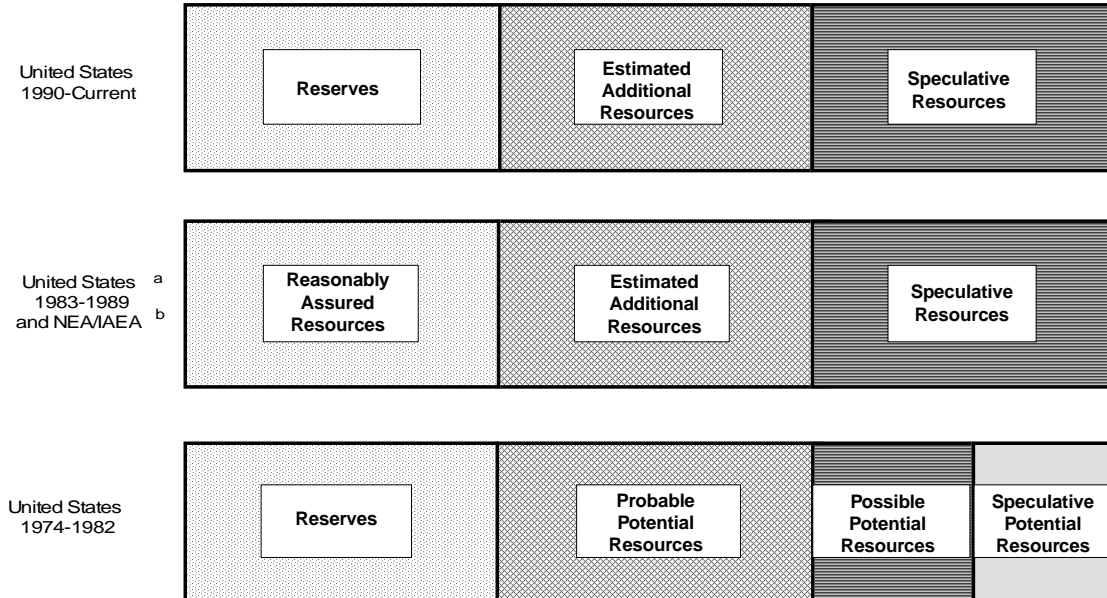 United States
1990-Current
Reserves
Estimated
Additional
Resources
Speculative
Resources
United States a
1983-1989
and NEA/IAEA b
Reasonably
Assured
Resources
Estimated
Additional
Resources
Speculative
Resources
United States
1974-1982
Reserves
Probable
Potential
Resources
Possible
Potential
Resources
Speculative
Potential
Resources